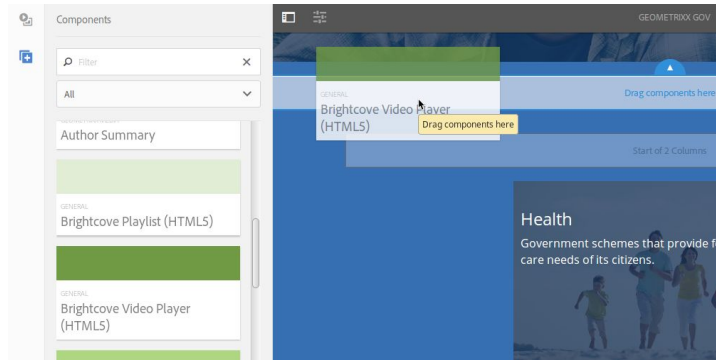 Components
GEOMETRIXX GOV
Filter
All
Author Summary
GENERAL
Brightcove Playlist (HTML5)
GENERAL
Brightcove Video Player
(HTML5)
GENERAL
Brightcove Video Player
(HTML5)
Drag components here
Drag components here
Start of 2 Columns
Health
Government schemes that provide f
care needs of its citizens.